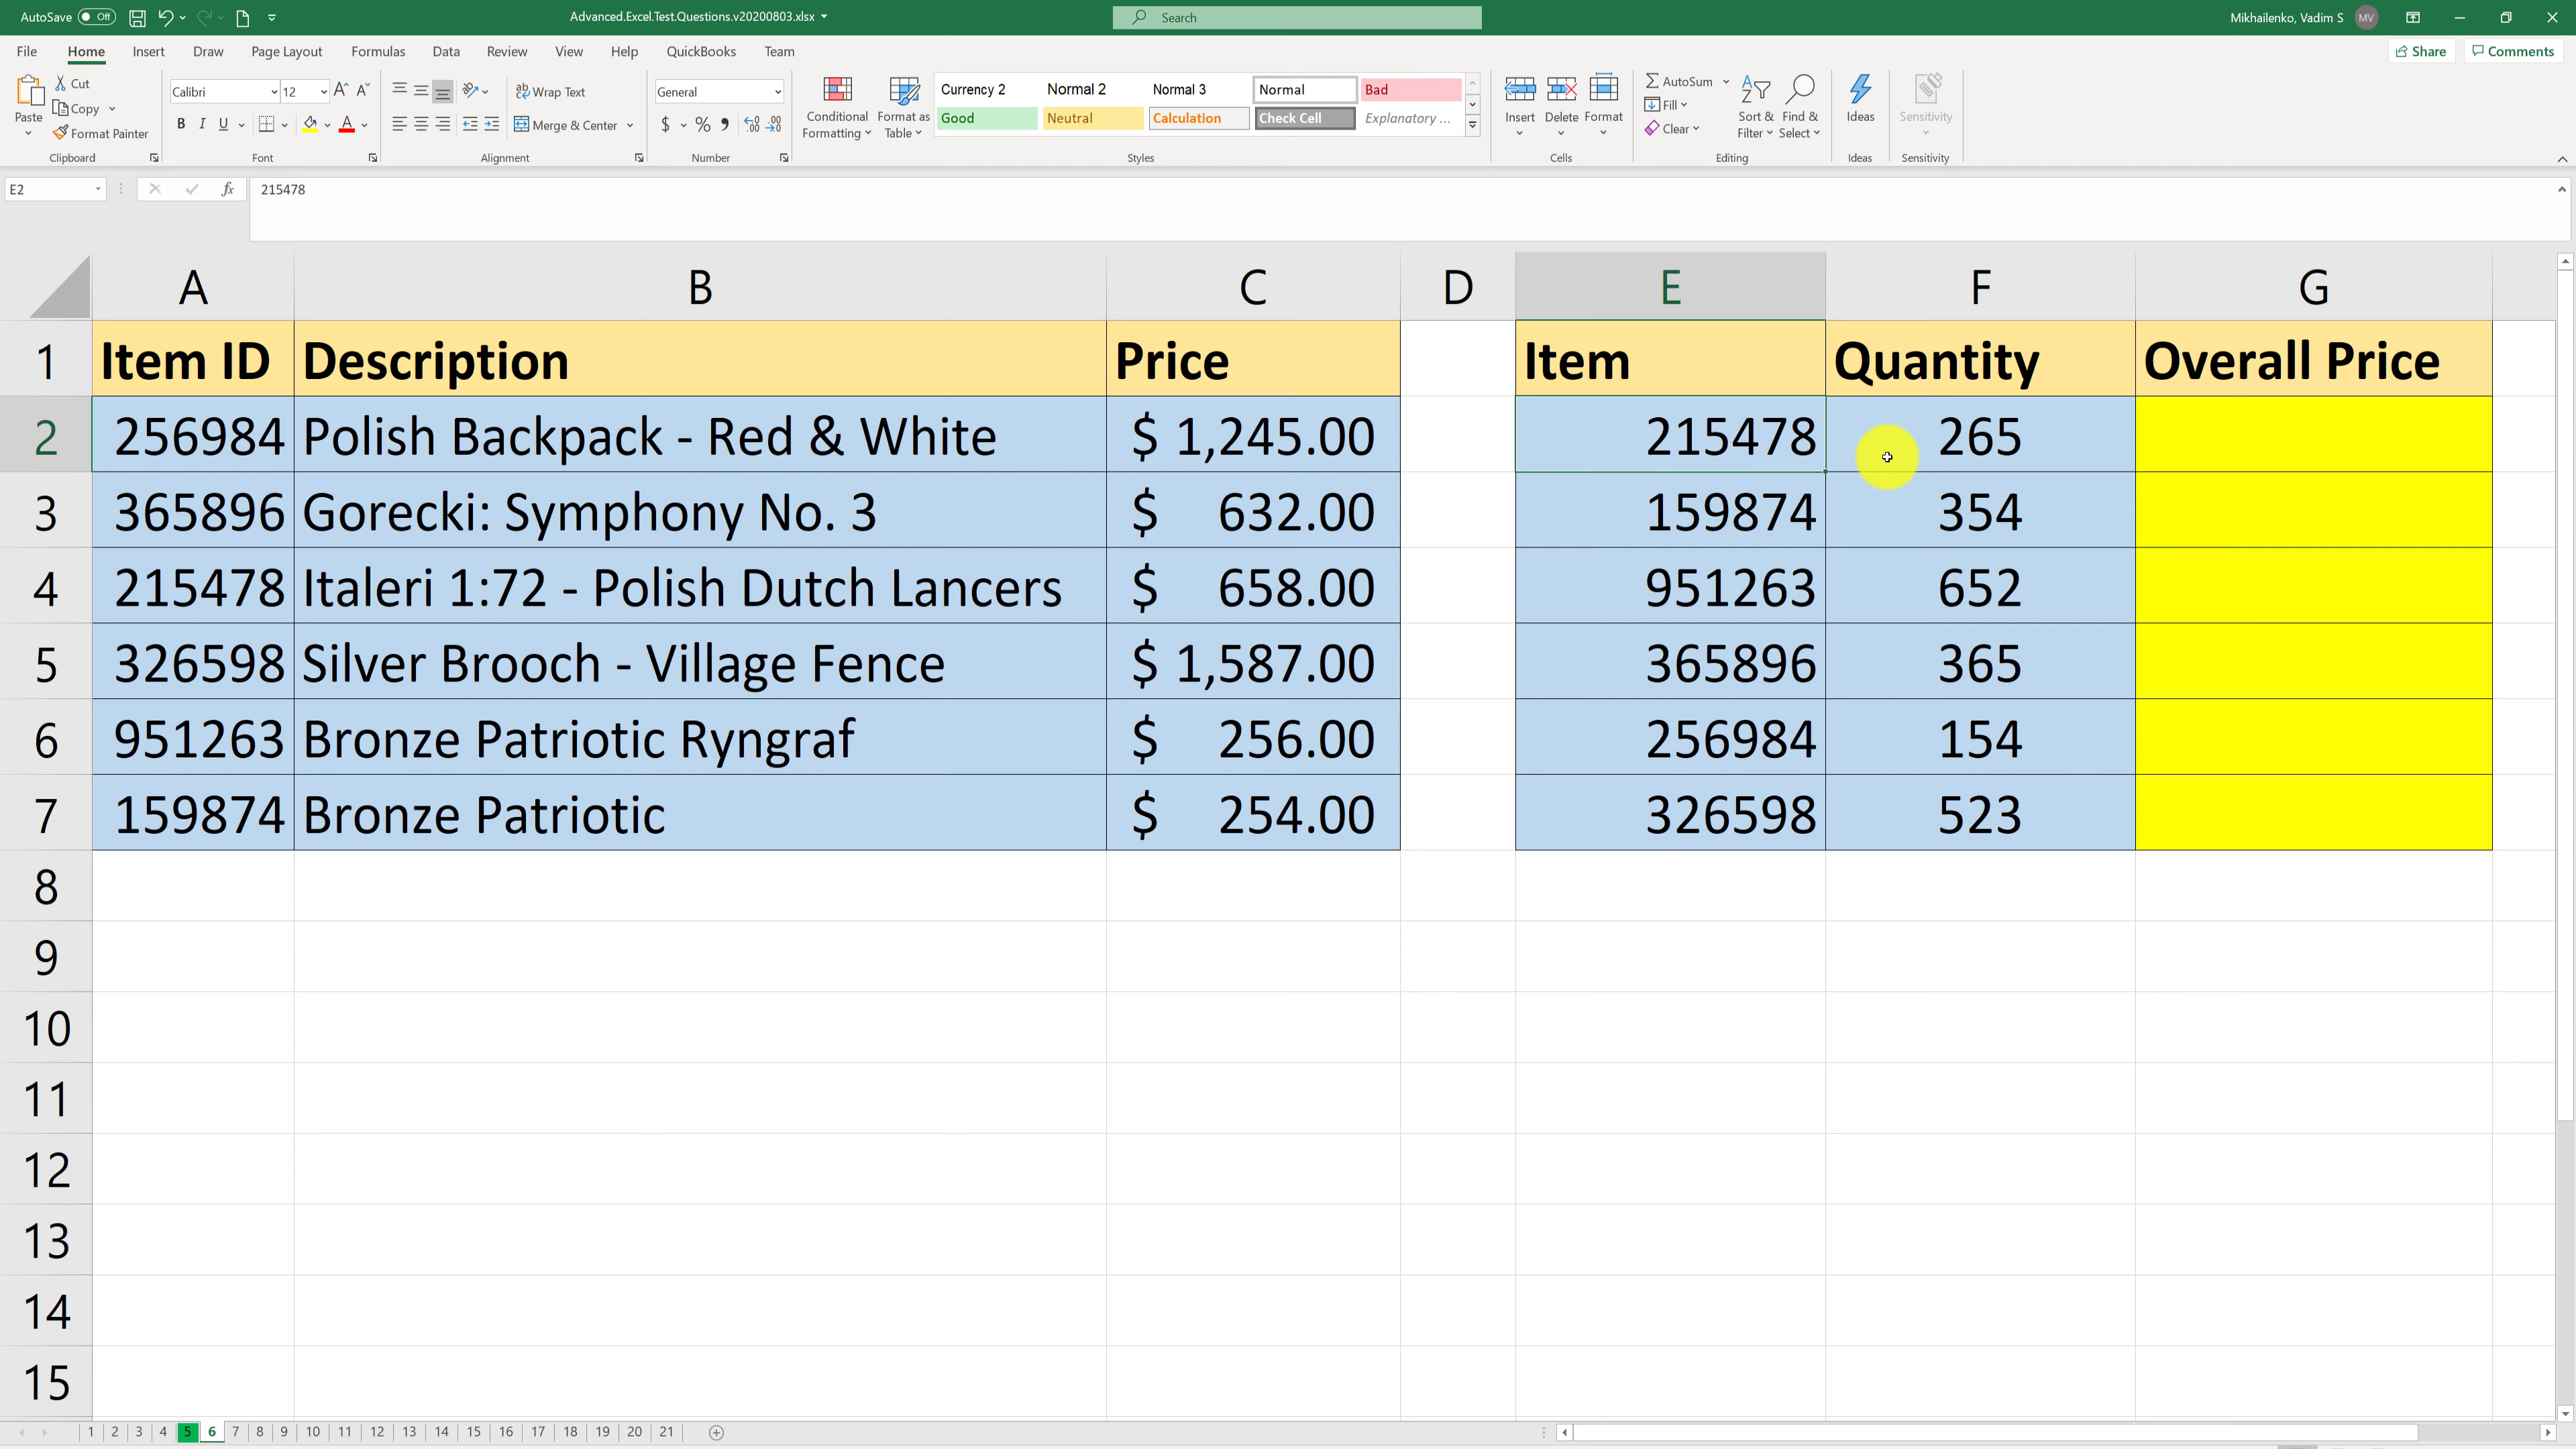 AutoSave Off
Advanced.Excel.Test.Questions.v20200803.xlsx
Search
Mikhailenko, Vadim S MV
File Home Insert Draw Page Layout Formulas Data Review View Help QuickBooks Team
Share Comments
Paste
Cut
Copy
Format Painter
Clipboard
Calibri 12
B I U
Font
Wrap Text
Merge & Center
Alignment
General
$ % ,
Number
Conditional Formatting
Format as Table
Currency 2 Normal 2 Normal 3 Normal Bad
Good Neutral Calculation Check Cell Explanatory ...
Styles
Insert Delete Format
Cells
AutoSum
Fill
Clear
Sort & Filter
Find & Select
Editing
Ideas
Ideas
Sensitivity
Sensitivity
E2 fx 215478
A B C D E F G
1 Item ID Description Price Item Quantity Overall Price
2 256984 Polish Backpack - Red & White $ 1,245.00 215478 265
3 365896 Gorecki: Symphony No. 3 $ 632.00 159874 354
4 215478 Italeri 1:72 - Polish Dutch Lancers $ 658.00 951263 652
5 326598 Silver Brooch - Village Fence $ 1,587.00 365896 365
6 951263 Bronze Patriotic Ryngraf $ 256.00 256984 154
7 159874 Bronze Patriotic $ 254.00 326598 523
8
9
10
11
12
13
14
15
1 2 3 4 5 6 7 8 9 10 11 12 13 14 15 16 17 18 19 20 21